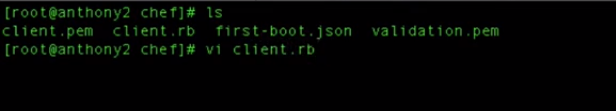 [root@anthony2 chef]# ls
client.pem  client.rb  first-boot.json  validation.pem
[root@anthony2 chef]# vi client.rb